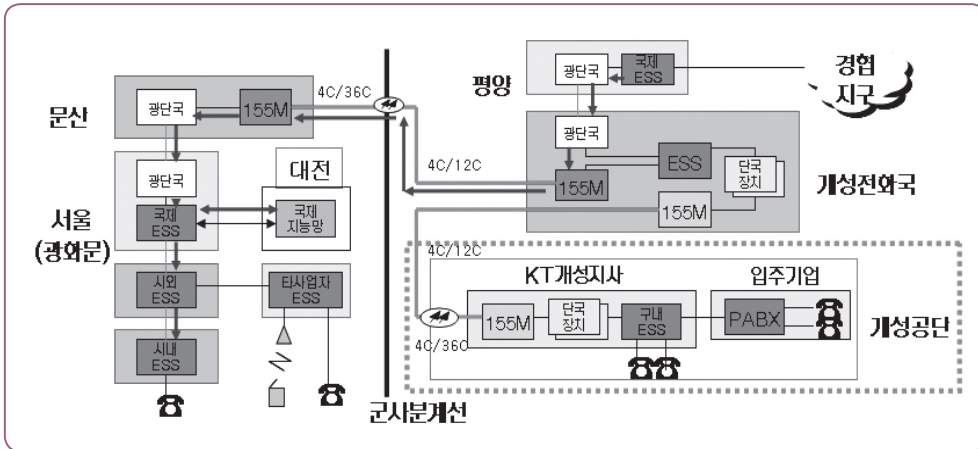 문산
광단국
155M
4C/36C
평양
광단국
국제
ESS
경협
지구
광단국
ESS
단국
장치
155M
155M
4C/12C
개성전화국
서울
(광화문)
광단국
국제
ESS
대전
국제
지능망
시외
ESS
타사업자
ESS
시내
ESS
군사분계선
4C/12C
4C/36C
KT개성지사
155M
단국
장치
구내
ESS
입주기업
PABX
개성공단